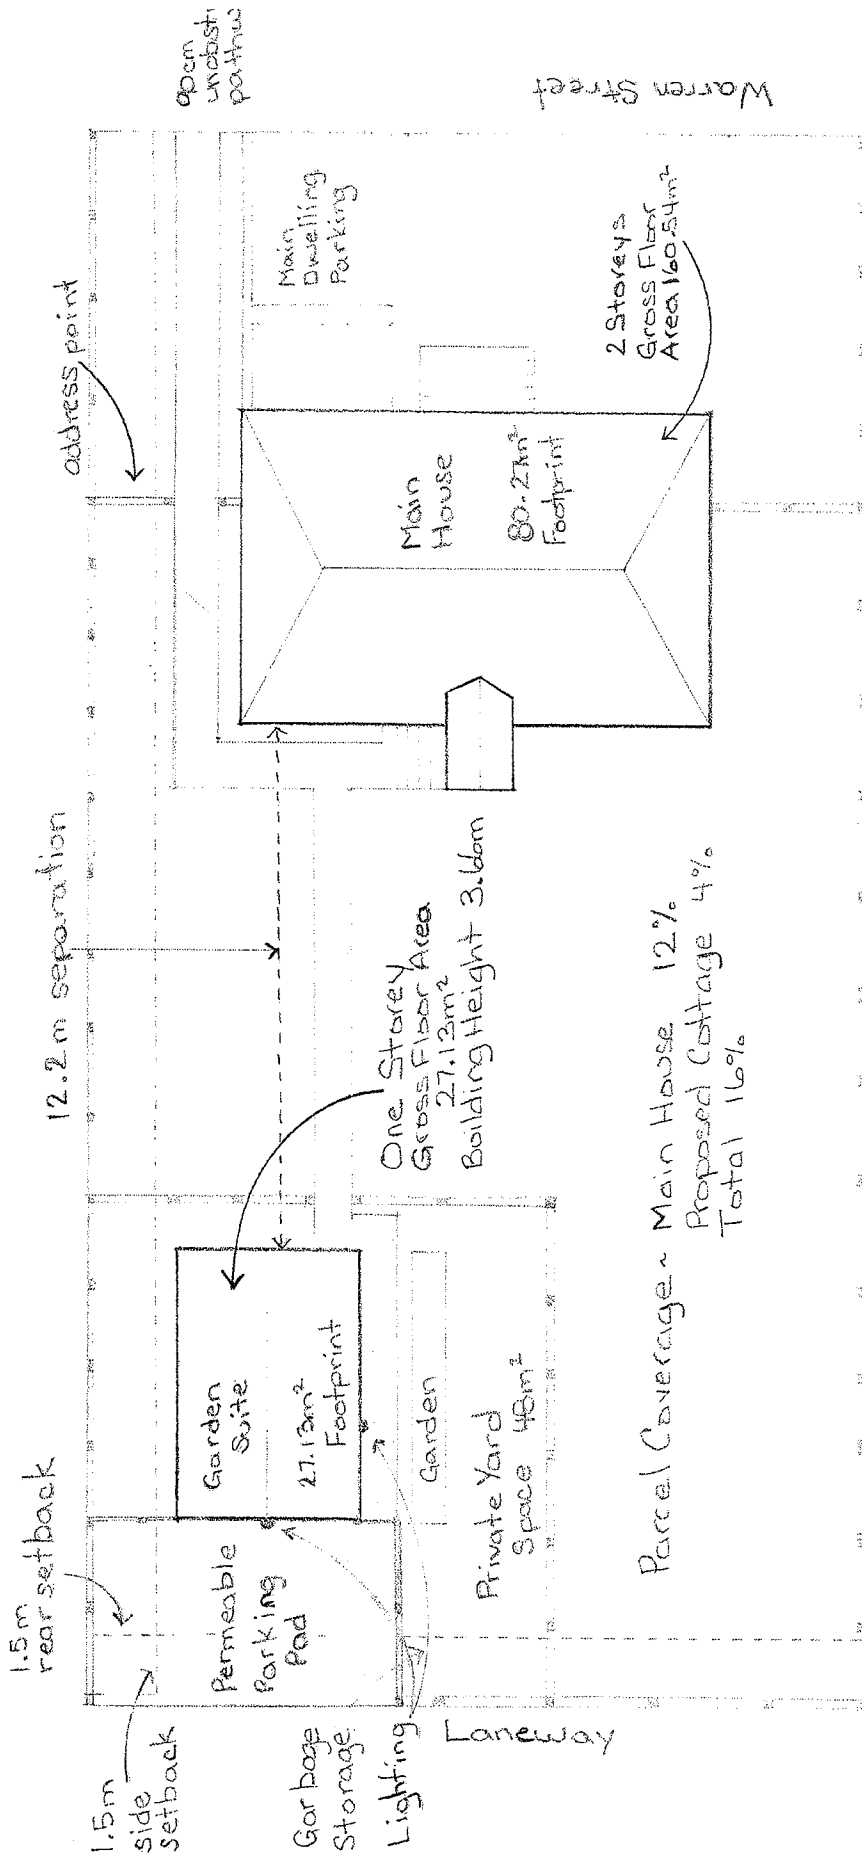 1.5m
rear setback
1.5m
side
setback
12.2m separation
address point
90cm
Garden
Suite
27.13m²
Footprint
Permeable
Parking
Pad
Garbage
Storage
Lighting
Garden
Private Yard
Space 48m²
Laneway
One Storey
Gross Floor Area
27.13m²
Building Height 3.66m
Main
House
80.27m²
Footprint
Main
Dwelling
Parking
2 Storeys
Gross Floor
Area 160.54m²
Parcel Coverage ~ Main House 12%
Proposed Cottage 4%
Total 16%
Warren Street